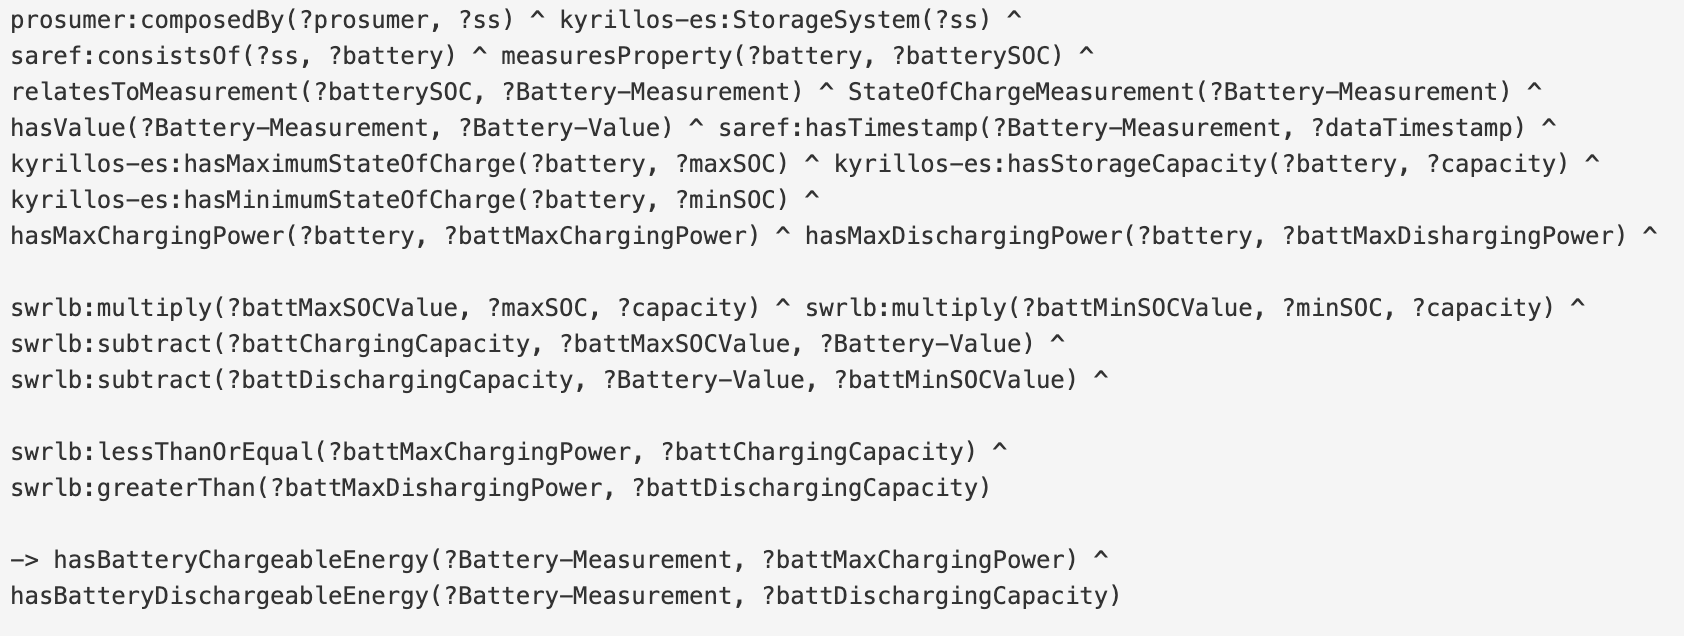 prosumer:composedBy(?prosumer, ?ss) ^ kyrillos-es:StorageSystem(?ss) ^
saref:consistsOf(?ss, ?battery) ^ measuresProperty(?battery, ?batterySOC) ^
relatesToMeasurement(?batterySOC, ?Battery-Measurement) ^ StateOfChargeMeasurement(?Battery-Measurement) ^
hasValue(?Battery-Measurement, ?Battery-Value) ^ saref:hasTimestamp(?Battery-Measurement, ?dataTimestamp) ^
kyrillos-es:hasMaximumStateOfCharge(?battery, ?maxSOC) ^ kyrillos-es:hasStorageCapacity(?battery, ?capacity) ^
kyrillos-es:hasMinimumStateOfCharge(?battery, ?minSOC) ^
hasMaxChargingPower(?battery, ?battMaxChargingPower) ^ hasMaxDischargingPower(?battery, ?battMaxDishargingPower) ^

swrlb:multiply(?battMaxSOCValue, ?maxSOC, ?capacity) ^ swrlb:multiply(?battMinSOCValue, ?minSOC, ?capacity) ^
swrlb:subtract(?battChargingCapacity, ?battMaxSOCValue, ?Battery-Value) ^
swrlb:subtract(?battDischargingCapacity, ?Battery-Value, ?battMinSOCValue) ^

swrlb:lessThanOrEqual(?battMaxChargingPower, ?battChargingCapacity) ^
swrlb:greaterThan(?battMaxDishargingPower, ?battDischargingCapacity)

-> hasBatteryChargeableEnergy(?Battery-Measurement, ?battMaxChargingPower) ^
hasBatteryDischargeableEnergy(?Battery-Measurement, ?battDischargingCapacity)